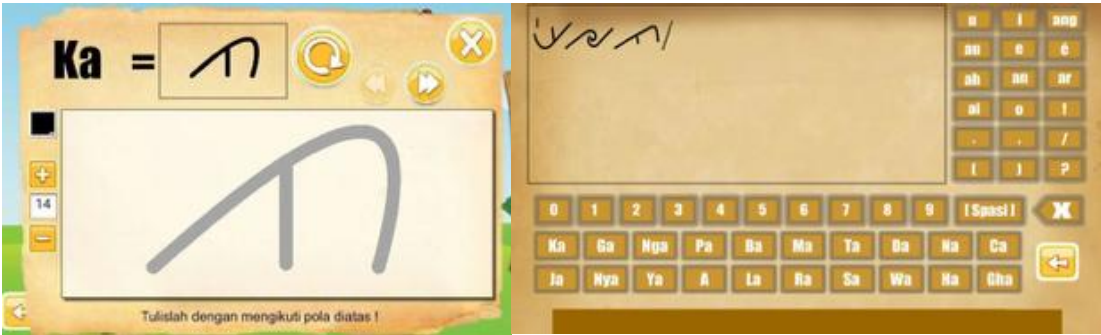 Ka =
14
Tulislah dengan mengikuti pola diatas !
u i ang
au e é
ah an ar
ai o !
. , /
( ) ?
0 1 2 3 4 5 6 7 8 9 [ Spasi ]
Ka Ga Nga Pa Ba Ma Ta Da Na Ca
Ja Nya Ya A La Ra Sa Wa Ha Gha